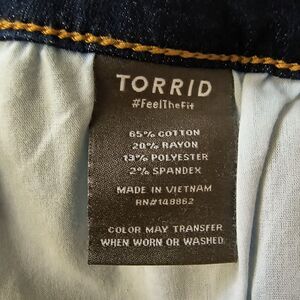 TORRID
#FeelTheFit
65% COTTON
20% RAYON
13% POLYESTER
2% SPANDEX
MADE IN VIETNAM
RN#148862
COLOR MAY TRANSFER
WHEN WORN OR WASHED